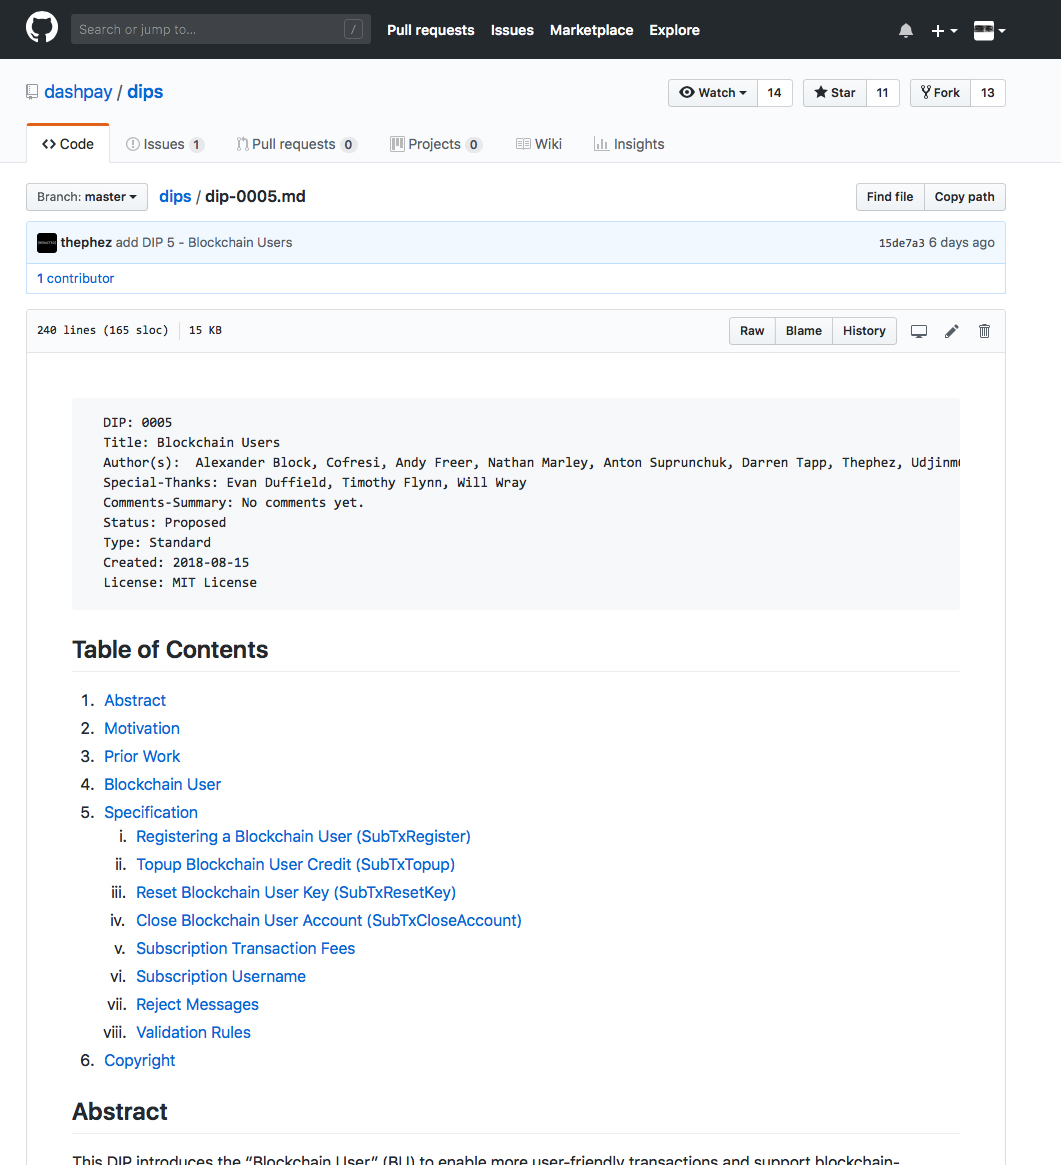 Search or jump to... / Pull requests Issues Marketplace Explore
dashpay / dips Watch 14 Star 11 Fork 13
Code Issues 1 Pull requests 0 Projects 0 Wiki Insights
Branch: master dips / dip-0005.md Find file Copy path
thephez add DIP 5 - Blockchain Users 15de7a3 6 days ago
1 contributor
240 lines (165 sloc) 15 KB Raw Blame History
DIP: 0005
Title: Blockchain Users
Author(s):  Alexander Block, Cofresi, Andy Freer, Nathan Marley, Anton Suprunchuk, Darren Tapp, Thephez,
Special-Thanks: Evan Duffield, Timothy Flynn, Will Wray
Comments-Summary: No comments yet.
Status: Proposed
Type: Standard
Created: 2018-08-15
License: MIT License
Table of Contents
1. Abstract
2. Motivation
3. Prior Work
4. Blockchain User
5. Specification
i. Registering a Blockchain User (SubTxRegister)
ii. Topup Blockchain User Credit (SubTxTopup)
iii. Reset Blockchain User Key (SubTxResetKey)
iv. Close Blockchain User Account (SubTxCloseAccount)
v. Subscription Transaction Fees
vi. Subscription Username
vii. Reject Messages
viii. Validation Rules
6. Copyright
Abstract
This DIP introduces the “Blockchain User” (BU) to enable more user-friendly transactions and support blockchain-